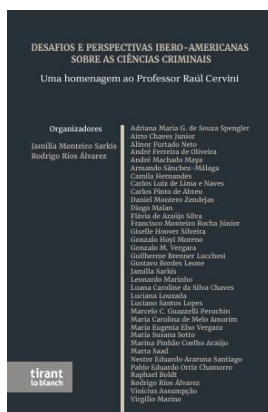 DESAFIOS E PERSPECTIVAS IBERO-AMERICANAS
SOBRE AS CIÊNCIAS CRIMINAIS
Uma homenagem ao Professor Raúl Cervini
Organizadores
Jamilla Monteiro Sarkis
Rodrigo Ríos Álvarez
Adriana Maria G. de Souza Spengler
Airto Chaves Junior
Alinor Furtado Neto
André Ferreira de Oliveira
André Machado Maya
Armando Sánchez-Málaga
Camila Hernandes
Carlos Luiz de Lima e Naves
Carlos Pinto de Abreu
Daniel Montero Zendejas
Diogo Malan
Flávia de Araújo Silva
Francisco Monteiro Rocha Júnior
Giselle Hoover Silveira
Gonzalo Hoyl Moreno
Gonzalo M. Vergara
Guilherme Brenner Lucchesi
Gustavo Bordes Leone
Jamilla Sarkis
Leonardo Marinho
Luana Caroline da Silva Chaves
Luciana Louzada
Luciano Santos Lopes
Marcelo C. Guazzelli Peruchin
Maria Carolina de Melo Amorim
María Eugenia Elso Vergara
María Susana Sotto
Marina Pinhão Coelho Araújo
Marta Saad
Nestor Eduardo Araruna Santiago
Pablo Eduardo Ortiz Chamorro
Raphael Boldt
Rodrigo Ríos Álvarez
Vinicius Assumpção
Virgílio Marino
tirant
lo blanch